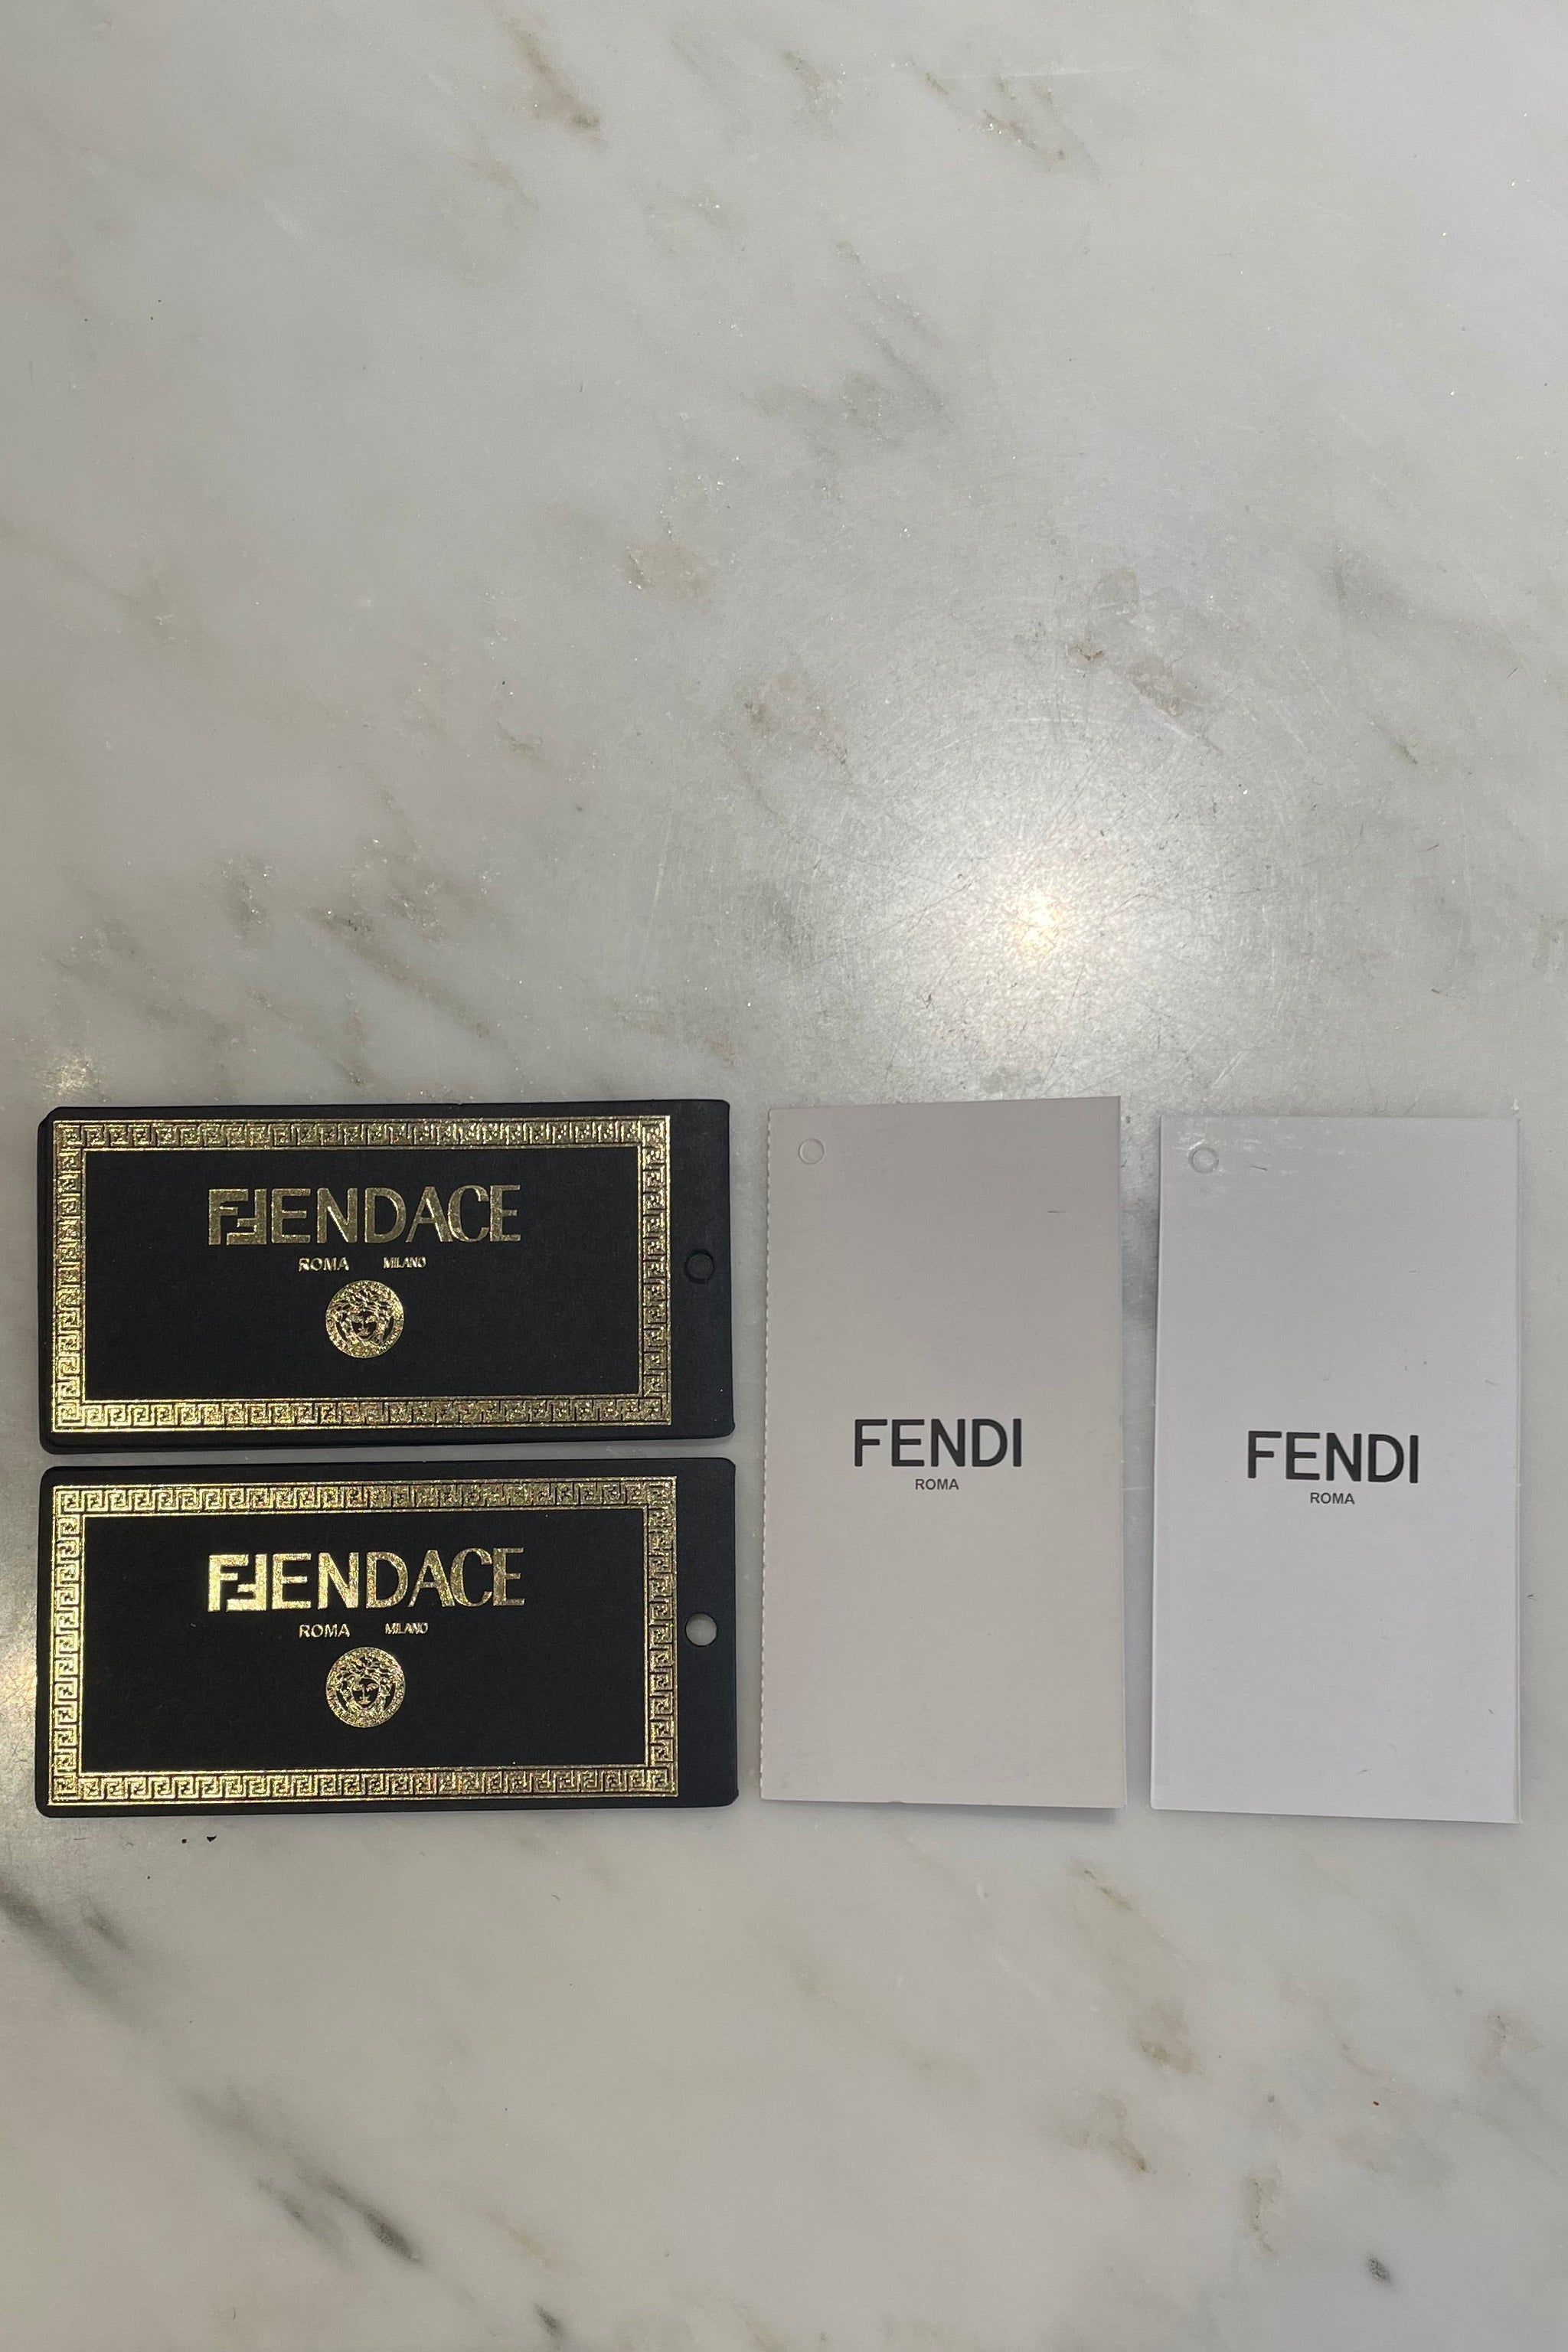 FENDACE
ROMA MILANO
FENDACE
ROMA MILANO
FENDI
ROMA
FENDI
ROMA